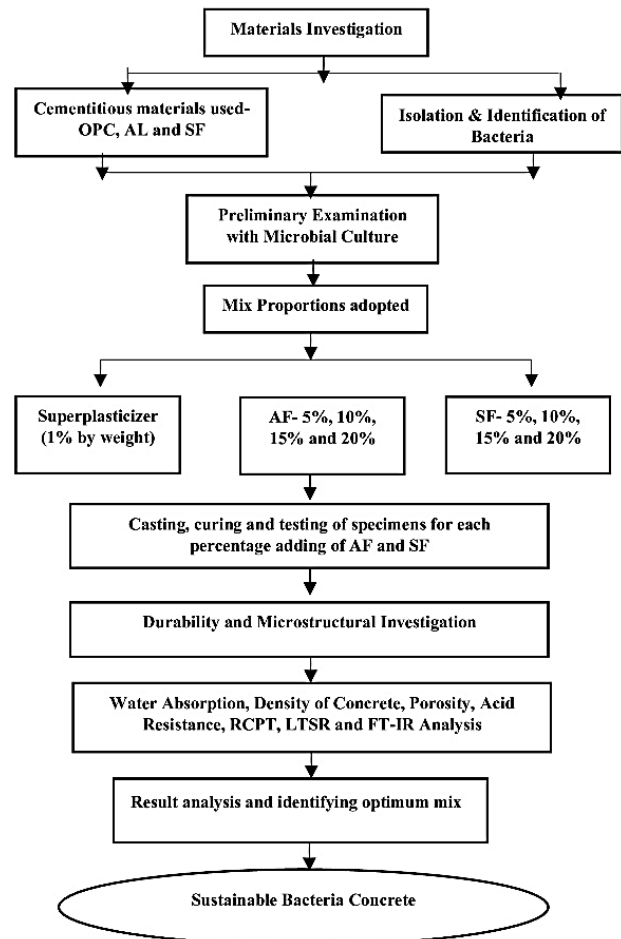 Materials Investigation
Cementitious materials used-
OPC, AL and SF
Isolation & Identification of
Bacteria
Preliminary Examination
with Microbial Culture
Mix Proportions adopted
Superplasticizer
(1% by weight)
AF- 5%, 10%,
15% and 20%
SF- 5%, 10%,
15% and 20%
Casting, curing and testing of specimens for each
percentage adding of AF and SF
Durability and Microstructural Investigation
Water Absorption, Density of Concrete, Porosity, Acid
Resistance, RCPT, LTSR and FT-IR Analysis
Result analysis and identifying optimum mix
Sustainable Bacteria Concrete